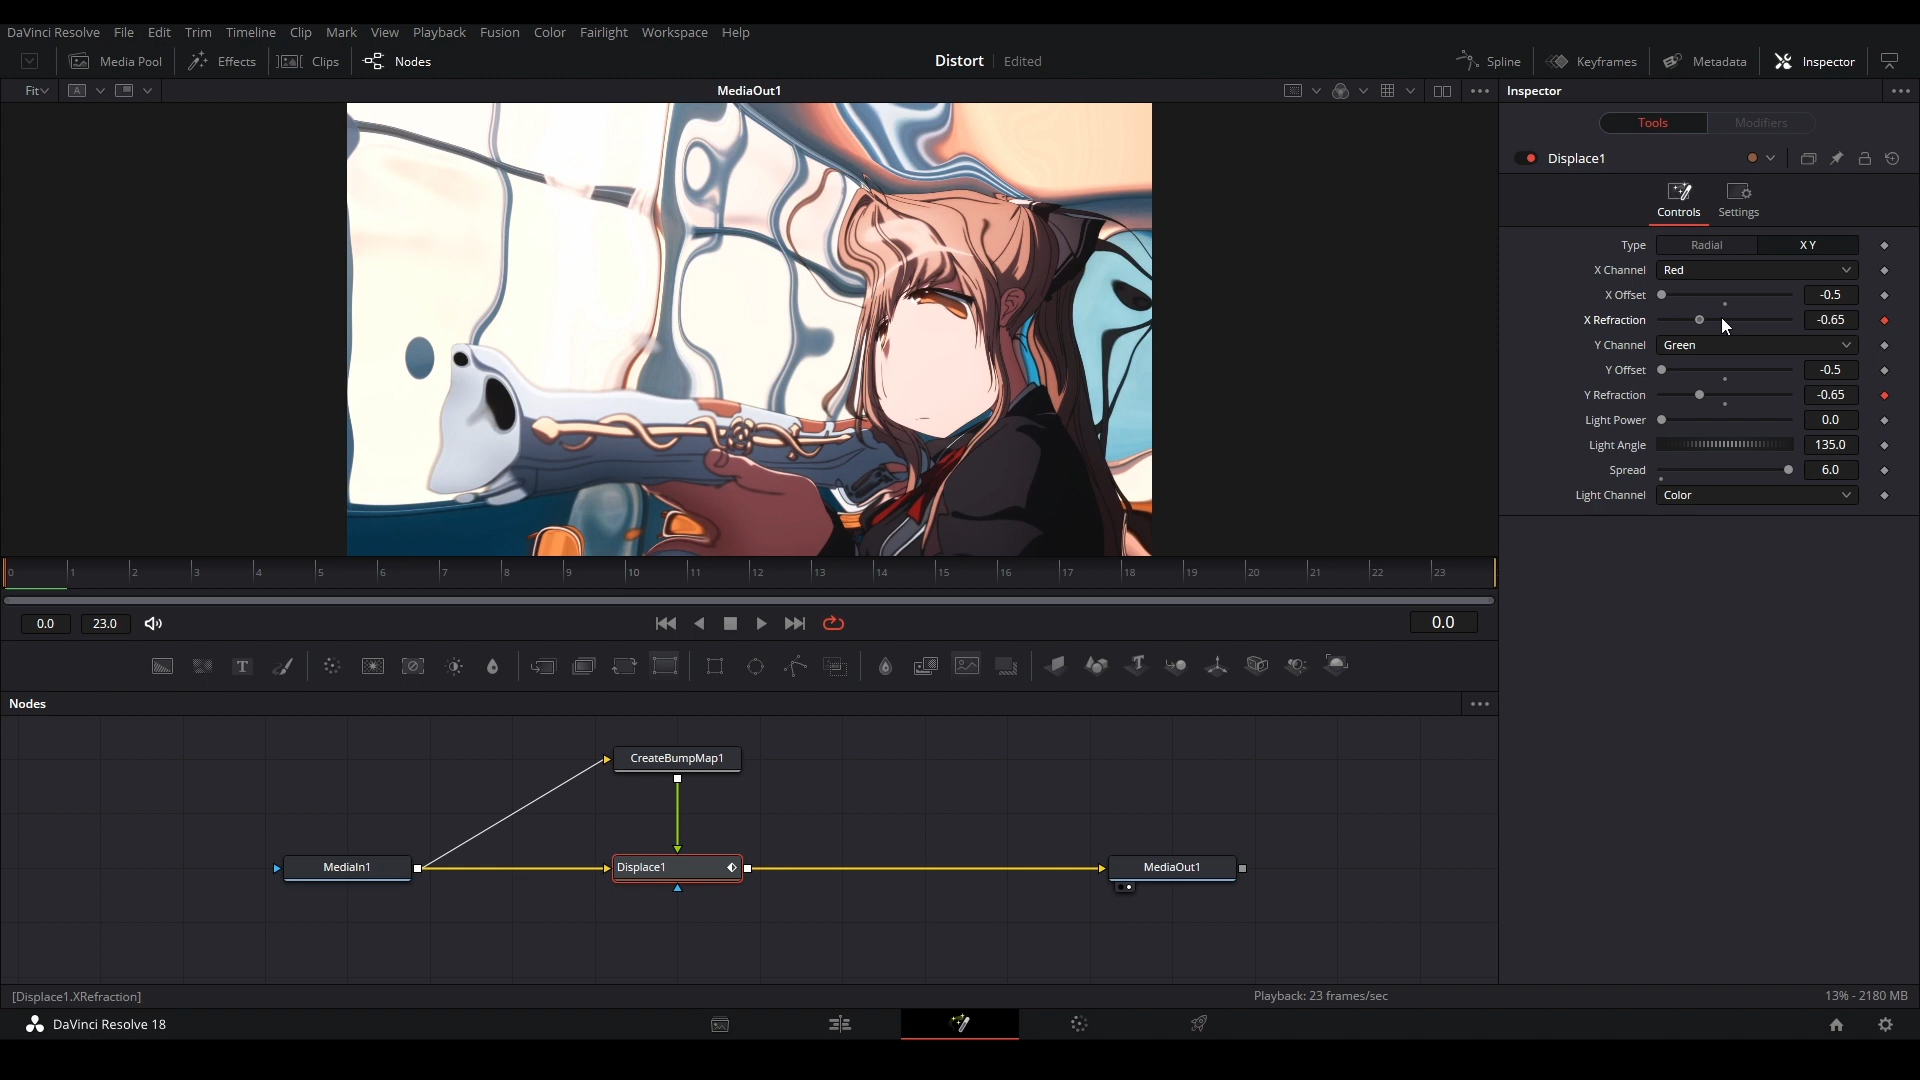 DaVinci Resolve File Edit Trim Timeline Clip Mark View Playback Fusion Color Fairlight Workspace Help
Media Pool Effects Clips Nodes Distort Edited Spline Keyframes Metadata Inspector
Fit A MediaOut1 Inspector
Tools Modifiers
Displace1
Controls Settings
Type Radial X Y
X Channel Red
X Offset -0.5
X Refraction -0.65
Y Channel Green
Y Offset -0.5
Y Refraction -0.65
Light Power 0.0
Light Angle 135.0
Spread 6.0
Light Channel Color
0 1 2 3 4 5 6 7 8 9 10 11 12 13 14 15 16 17 18 19 20 21 22 23
0.0 23.0 0.0
T T
Nodes
CreateBumpMap1
MediaIn1 Displace1 MediaOut1
[Displace1.XRefraction] Playback: 23 frames/sec 13% - 2180 MB
DaVinci Resolve 18